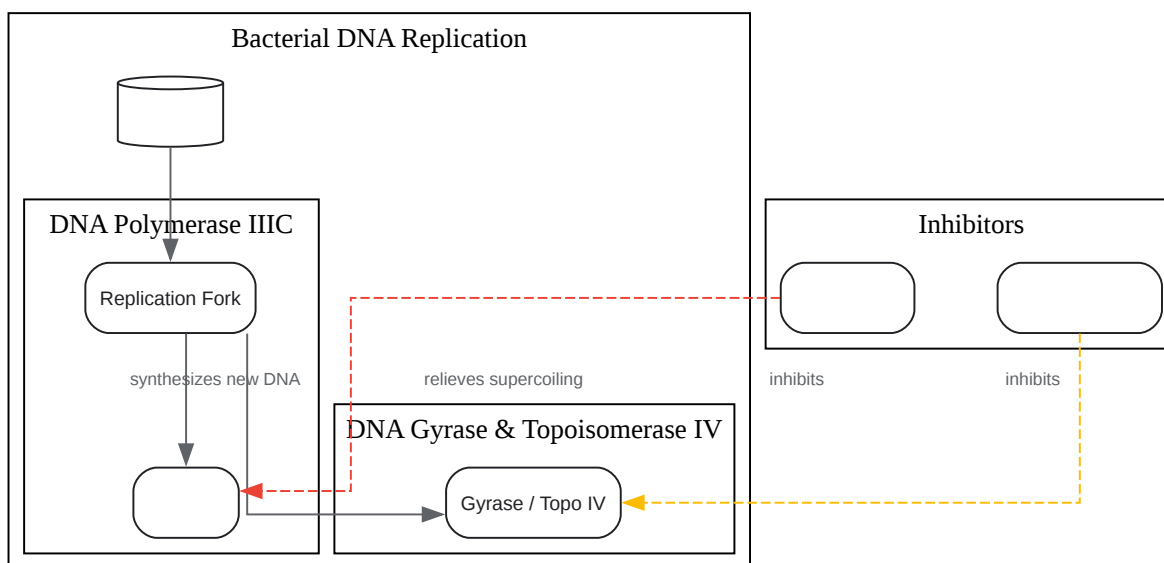 Bacterial DNA Replication
DNA Polymerase IIIC
Inhibitors
Replication Fork
synthesizes new DNA
relieves supercoiling
inhibits
inhibits
DNA Gyrase & Topoisomerase IV
Gyrase / Topo IV